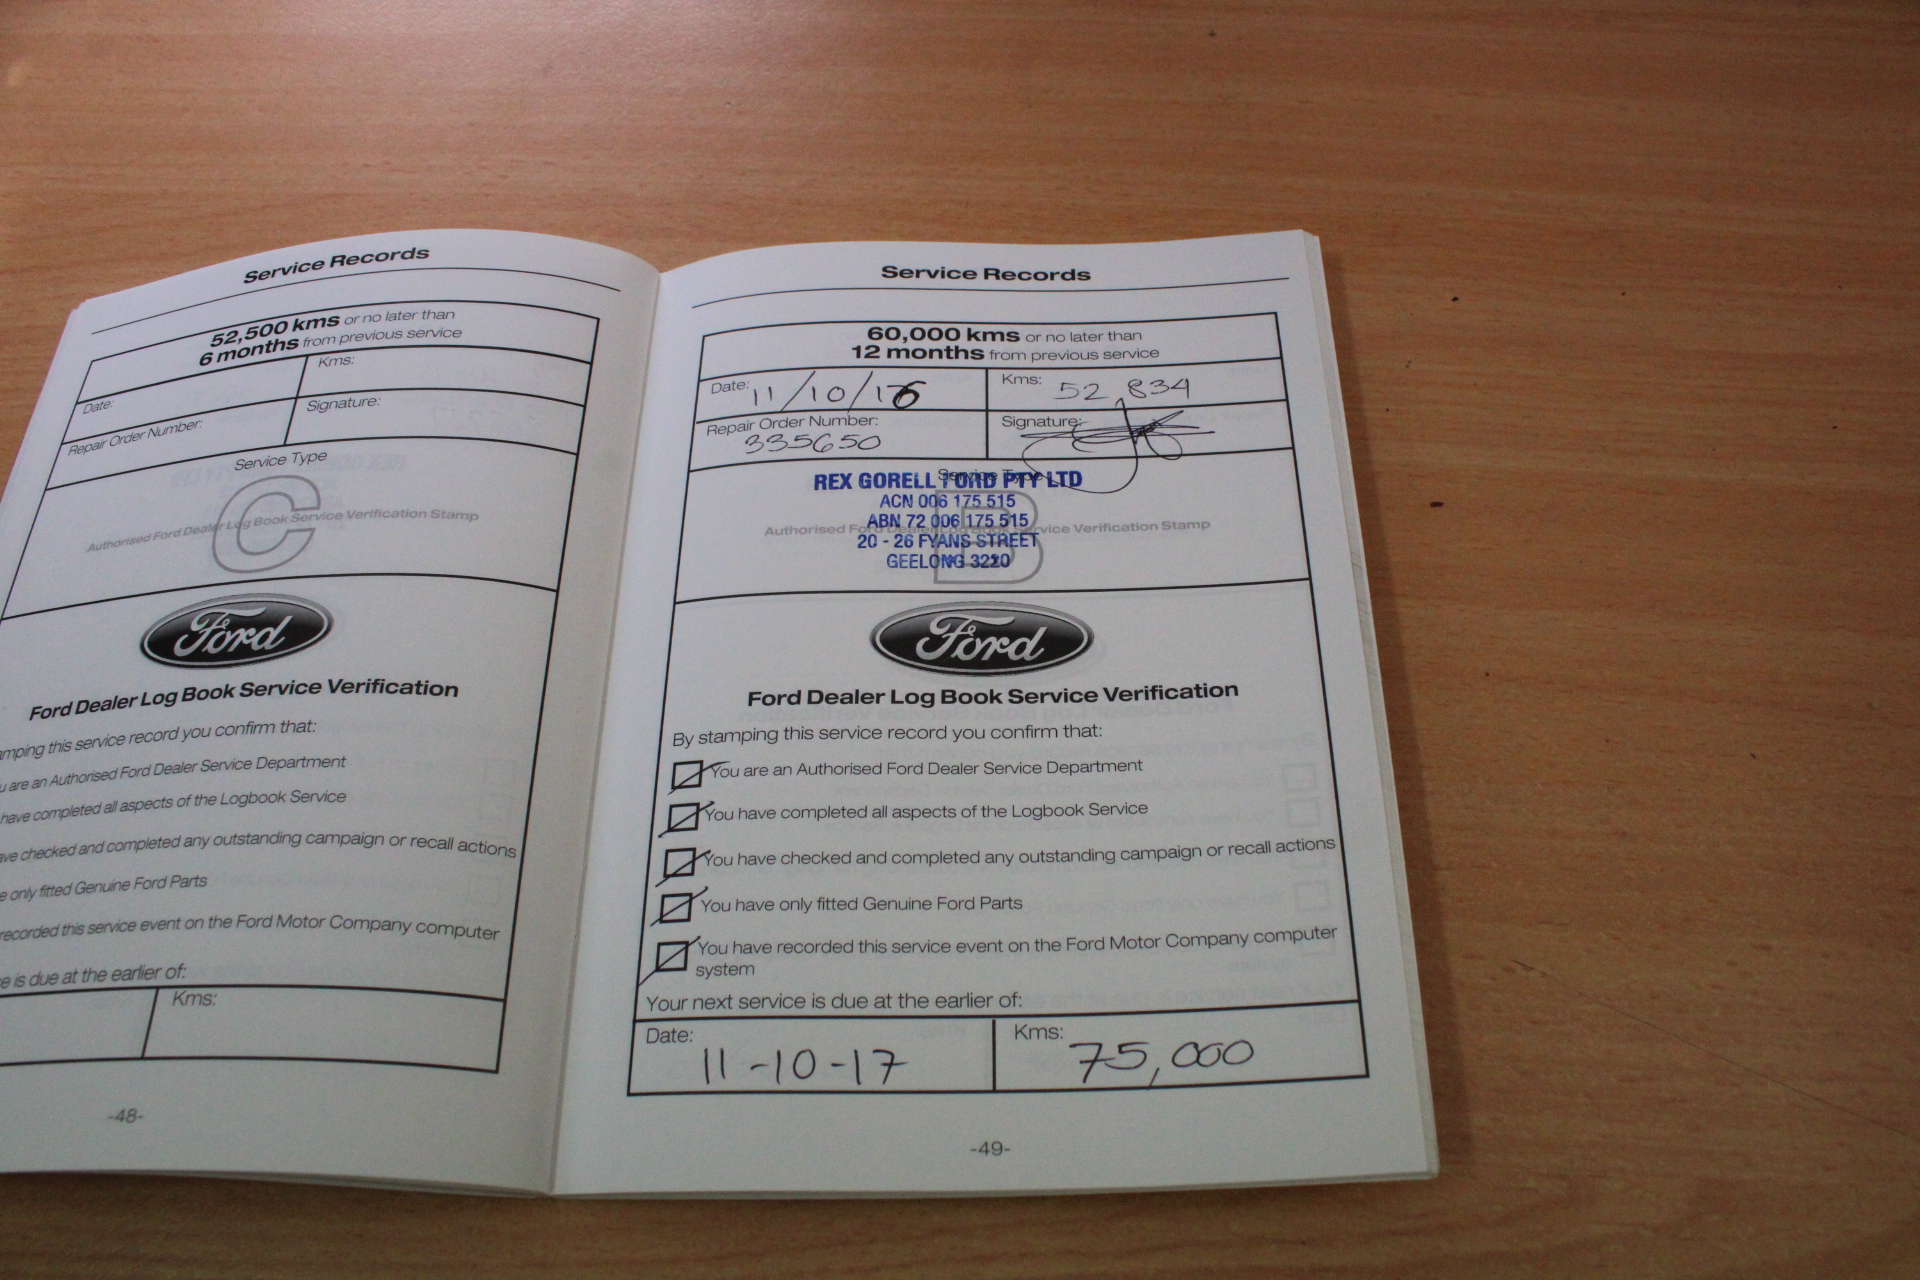 Service Records
52,500 kms or no later than
6 months from previous service
Date:
Kms:
Repair Order Number:
Signature:
Service Type
C
Authorised Ford Dealer Log Book Service Verification Stamp
Ford
Ford Dealer Log Book Service Verification
amping this service record you confirm that:
u are an Authorised Ford Dealer Service Department
have completed all aspects of the Logbook Service
ave checked and completed any outstanding campaign or recall actions
e only fitted Genuine Ford Parts
recorded this service event on the Ford Motor Company computer
e is due at the earlier of:
Kms:
-48-
Service Records
60,000 kms or no later than
12 months from previous service
Date: 11/10/16
Kms: 52,834
Repair Order Number:
335650
Signature:
Service Type
REX GORELL FORD PTY LTD
ACN 006 175 515
B
Authorised Ford Dealer Log Book Service Verification Stamp
ABN 72 006 175 515
20 - 26 FYANS STREET
GEELONG 3220
Ford
Ford Dealer Log Book Service Verification
By stamping this service record you confirm that:
You are an Authorised Ford Dealer Service Department
You have completed all aspects of the Logbook Service
You have checked and completed any outstanding campaign or recall actions
You have only fitted Genuine Ford Parts
You have recorded this service event on the Ford Motor Company computer
system
Your next service is due at the earlier of:
Date:
11-10-17
Kms:
75,000
-49-